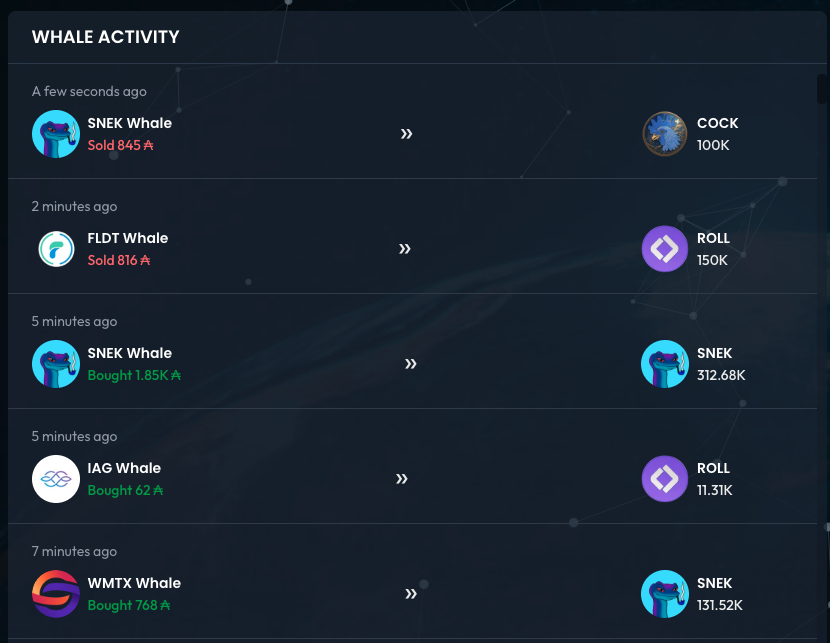 WHALE ACTIVITY
A few seconds ago
SNEK Whale
Sold 845 ₳
»
COCK
100K
2 minutes ago
FLDT Whale
Sold 816 ₳
»
ROLL
150K
5 minutes ago
SNEK Whale
Bought 1.85K ₳
»
SNEK
312.68K
5 minutes ago
IAG Whale
Bought 62 ₳
»
ROLL
11.31K
7 minutes ago
WMTX Whale
Bought 768 ₳
»
SNEK
131.52K